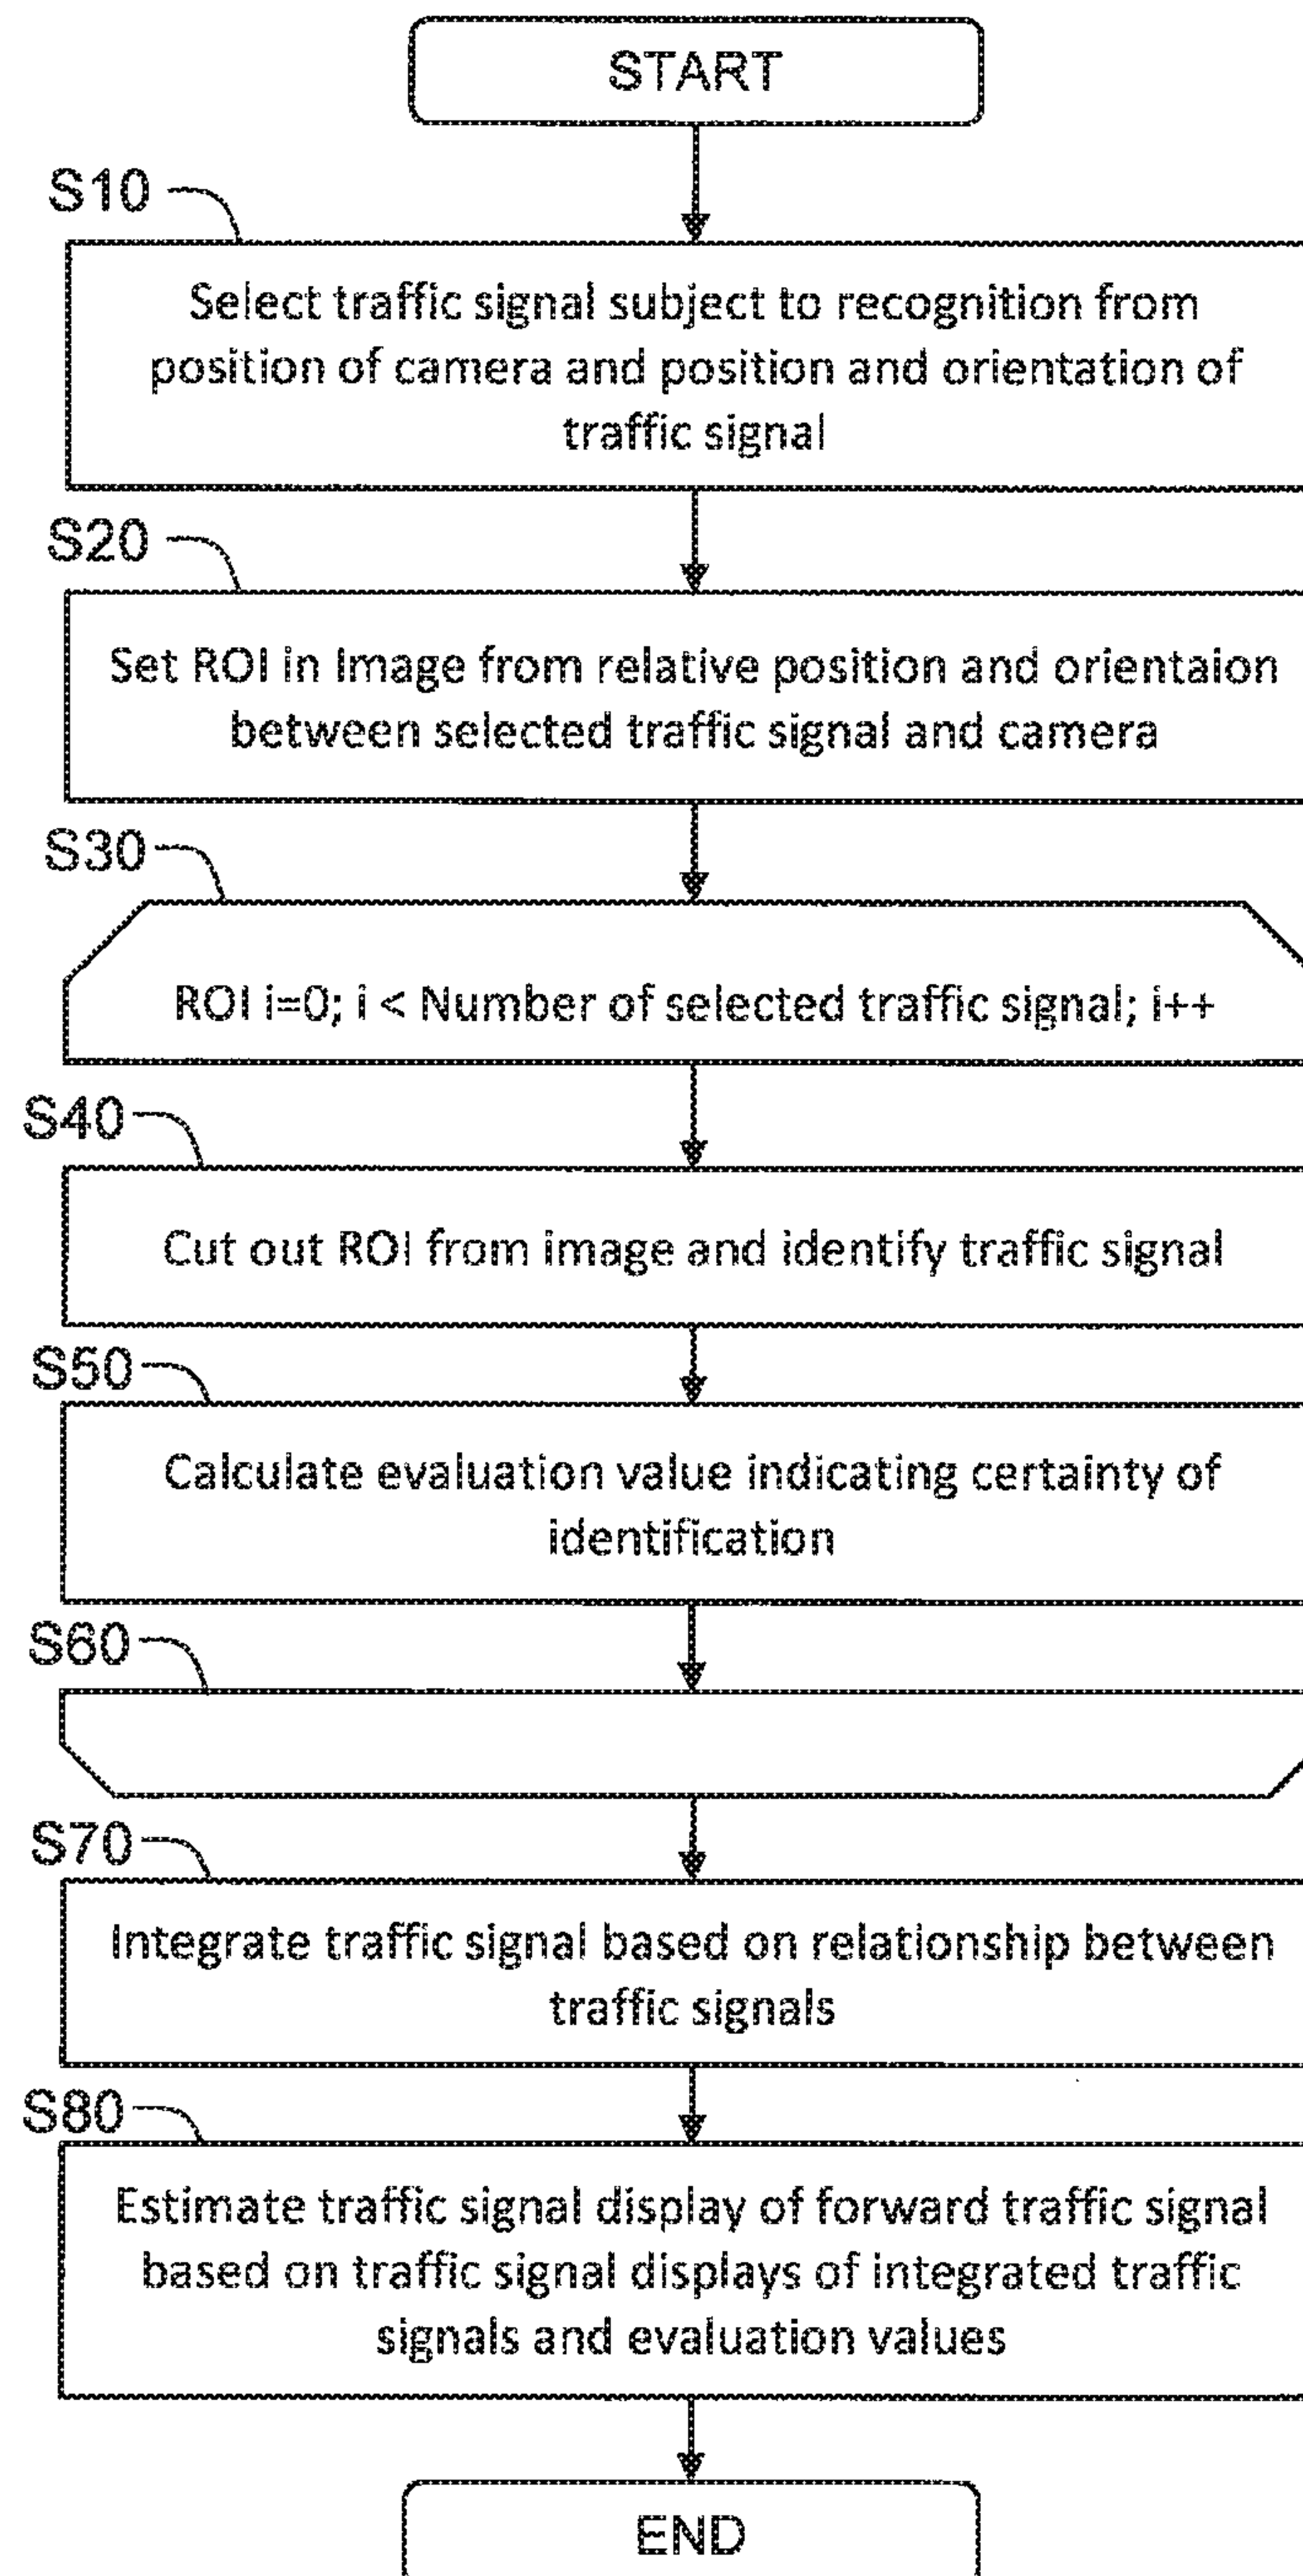 START
S10
Select traffic signal subject to recognition from
position of camera and position and orientation of
traffic signal
S20
Set ROI in Image from relative position and orientaion
between selected traffic signal and camera
S30
ROI i=0; i < Number of selected traffic signal; i++
S40
Cut out ROI from image and identify traffic signal
S50
Calculate evaluation value indicating certainty of
identification
S60
S70
Integrate traffic signal based on relationship between
traffic signals
S80
Estimate traffic signal display of forward traffic signal
based on traffic signal displays of integrated traffic
signals and evaluation values
END